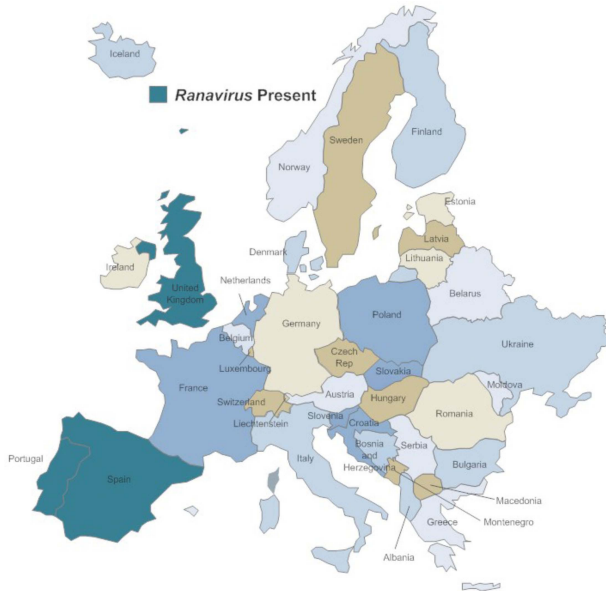 Iceland
Ranavirus Present
Finland
Sweden
Norway
Estonia
Latvia
Denmark
Lithuania
Ireland
Netherlands
United
Kingdom
Belarus
Poland
Germany
Belgium
Ukraine
Czech
Rep
Luxembourg
Slovakia
France
Moldova
Austria
Switzerland
Hungary
Romania
Liechtenstein
Slovenia
Croatia
Serbia
Bosnia
and
Portugal
Italy
Herzegovina
Bulgaria
Spain
Macedonia
Montenegro
Greece
Albania